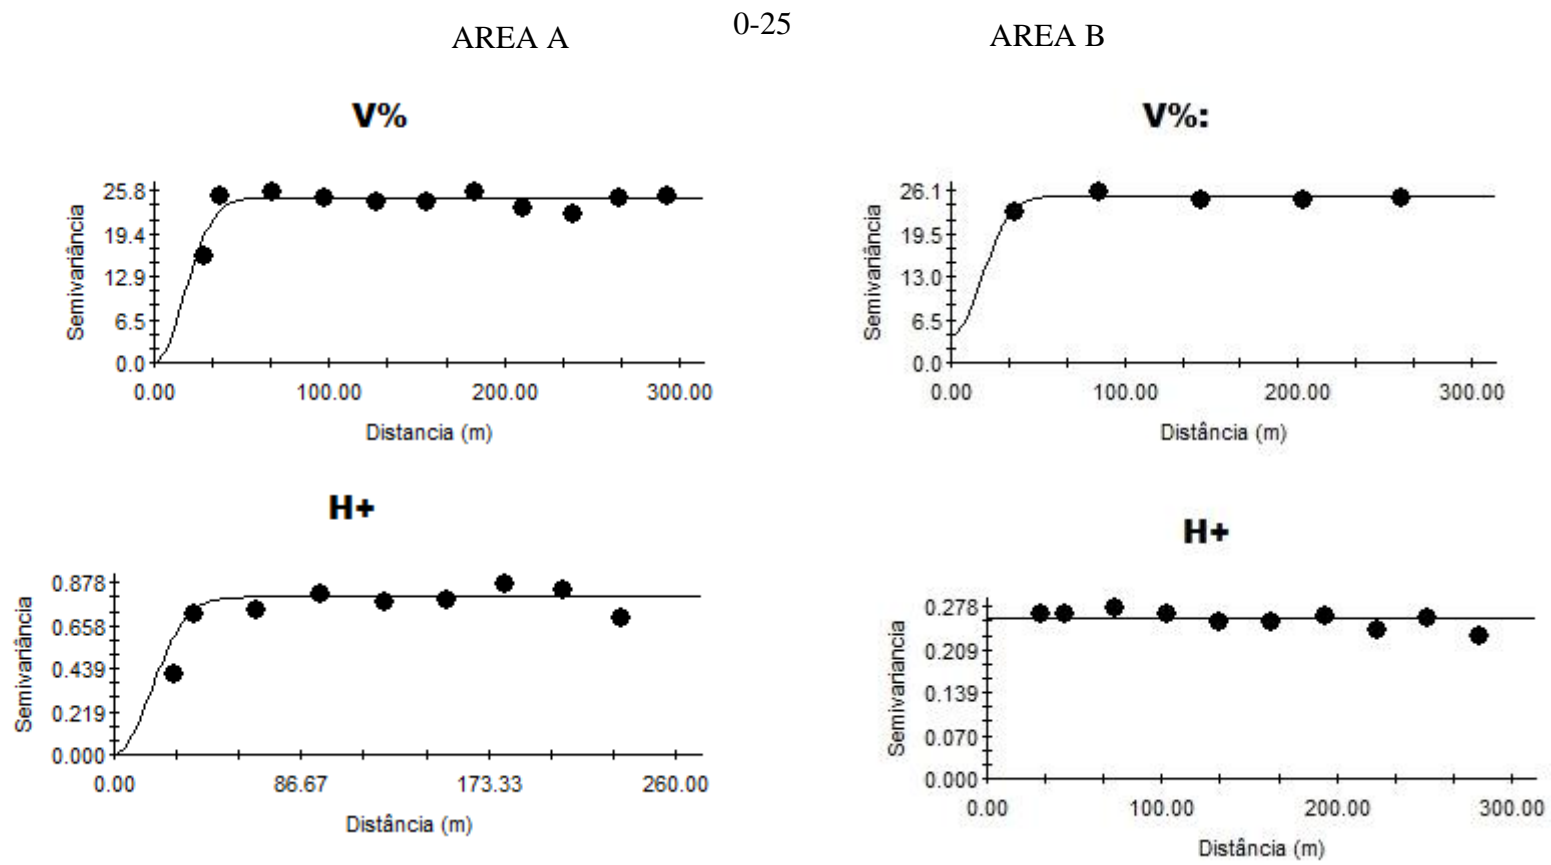 AREA A 0-25 AREA B
V%
25.8
19.4
12.9
6.5
0.0
Semivariância
0.00 100.00 200.00 300.00
Distancia (m)
V%:
26.1
19.5
13.0
6.5
0.0
Semivariância
0.00 100.00 200.00 300.00
Distância (m)
H+
0.878
0.658
0.439
0.219
0.000
Semivariância
0.00 86.67 173.33 260.00
Distância (m)
H+
0.278
0.209
0.139
0.070
0.000
Semivariancia
0.00 100.00 200.00 300.00
Distância (m)